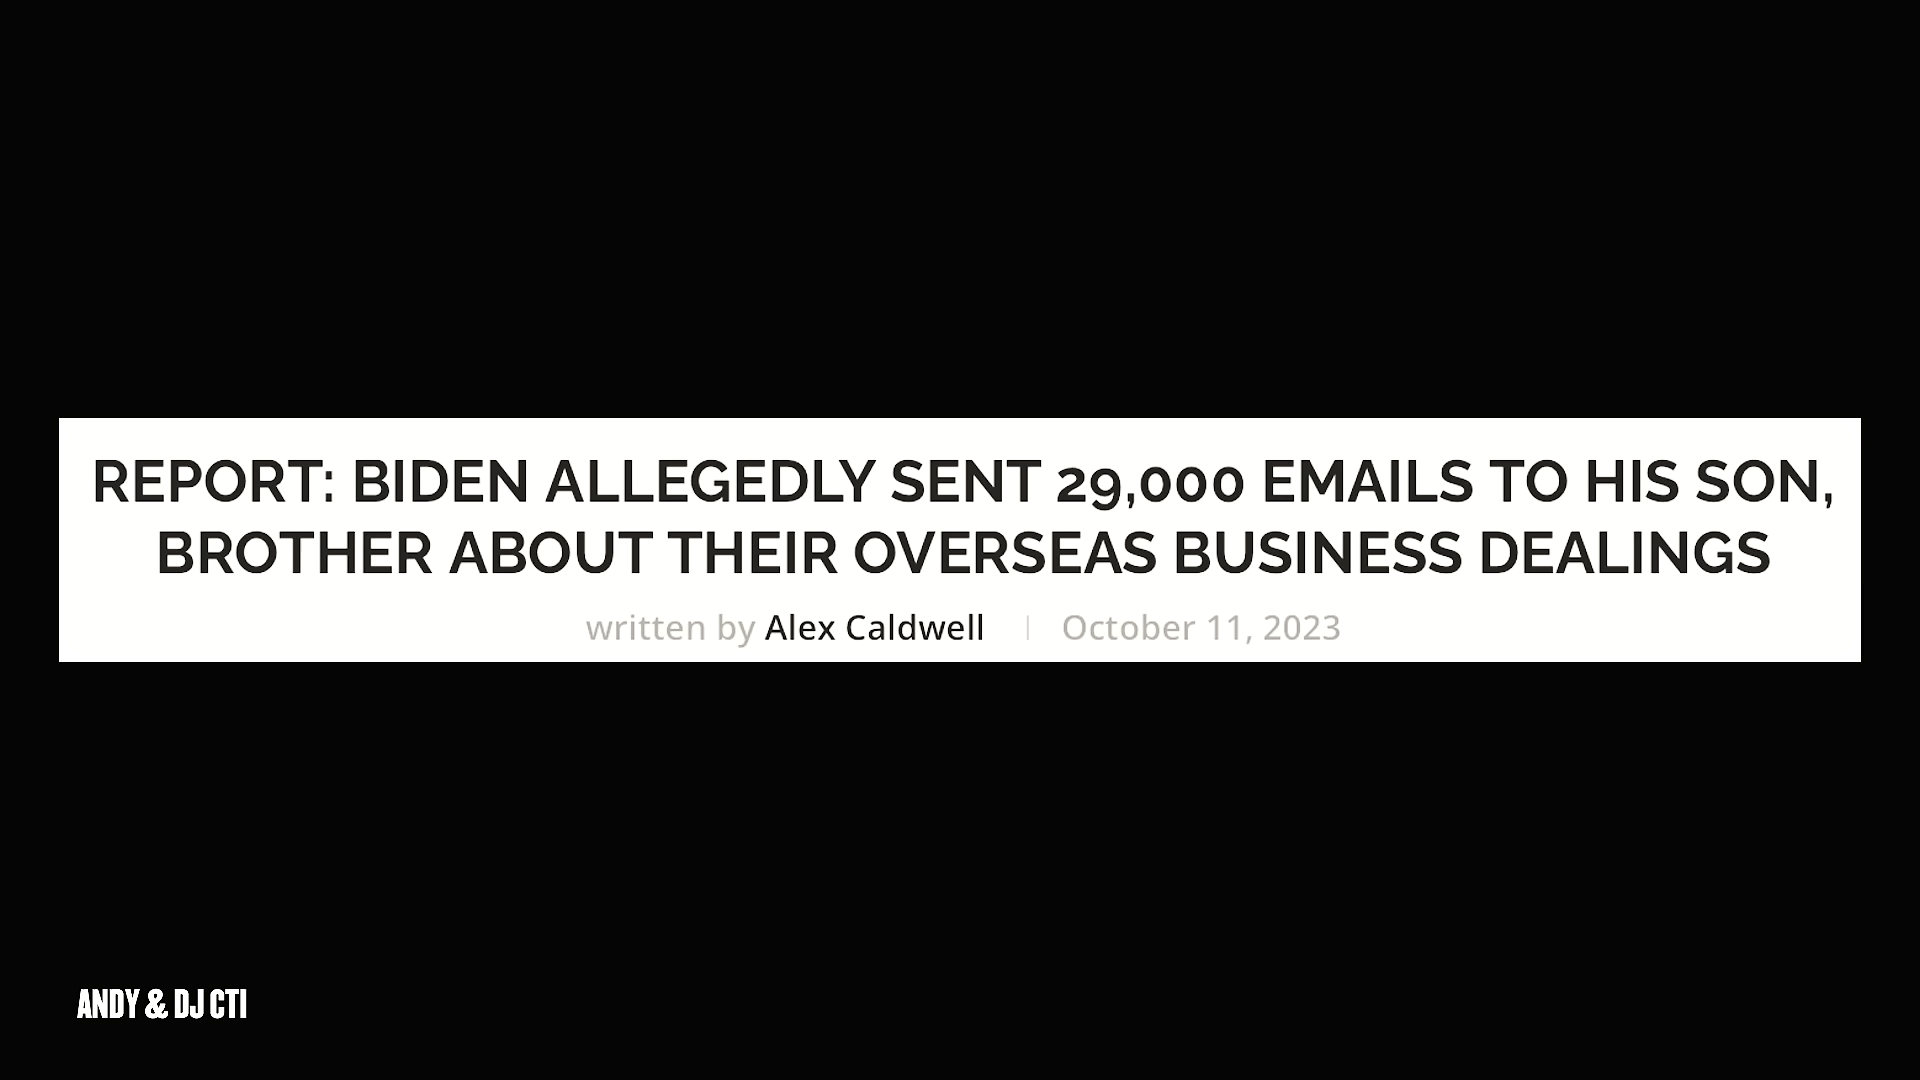 REPORT: BIDEN ALLEGEDLY SENT 29,000 EMAILS TO HIS SON,
BROTHER ABOUT THEIR OVERSEAS BUSINESS DEALINGS
written by Alex Caldwell | October 11, 2023
ANDY & DJ CTI